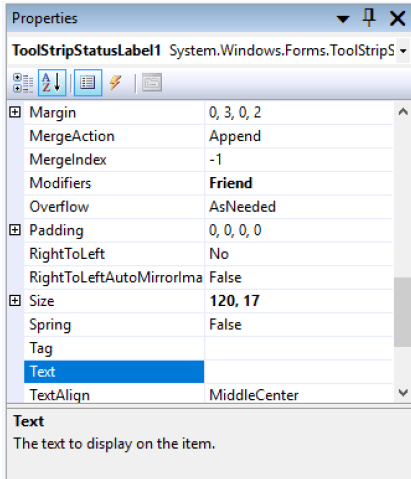 Properties
ToolStripStatusLabel1 System.Windows.Forms.ToolStripS
Margin 0, 3, 0, 2
MergeAction Append
MergeIndex -1
Modifiers Friend
Overflow AsNeeded
Padding 0, 0, 0, 0
RightToLeft No
RightToLeftAutoMirrorIma False
Size 120, 17
Spring False
Tag
Text
TextAlign MiddleCenter
Text
The text to display on the item.